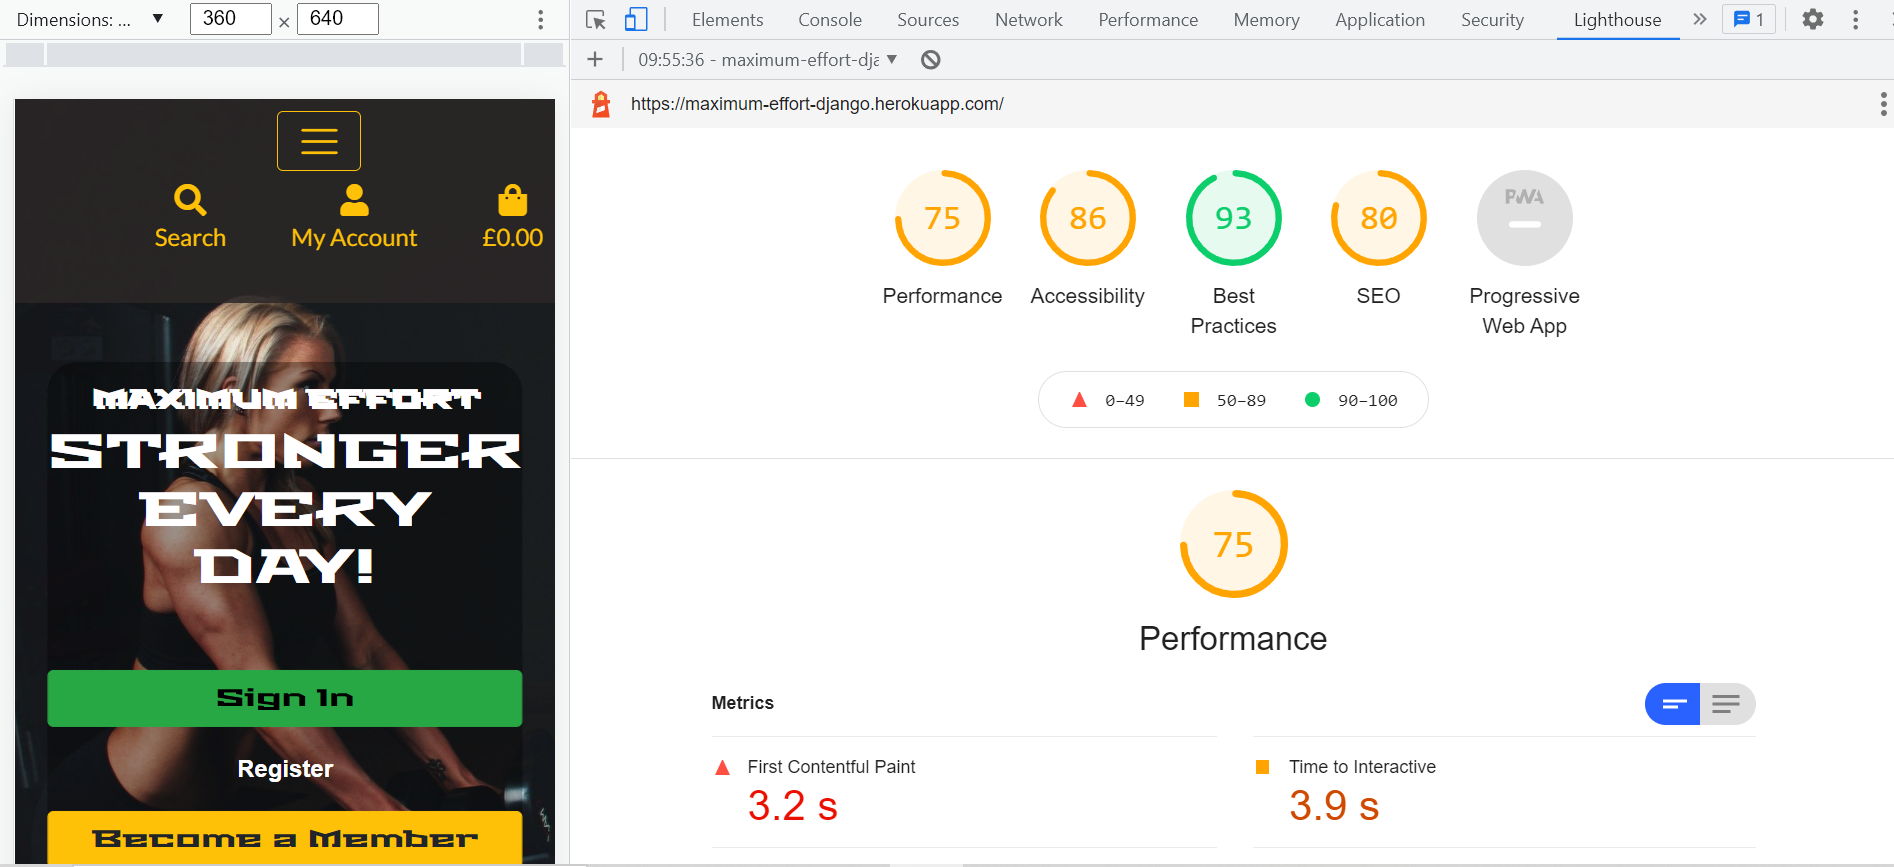 Dimensions: ... ▼ 360 × 640
Elements Console Sources Network Performance Memory Application Security Lighthouse » 1
+ 09:55:36 - maximum-effort-dja ▼
https://maximum-effort-django.herokuapp.com/
Search My Account £0.00
MAXIMUM EFFORT
STRONGER
EVERY
DAY!
Sign In
Register
Become a Member
75 86 93 80 PWA
Performance Accessibility Best Practices SEO Progressive Web App
0–49 50–89 90–100
75
Performance
Metrics
First Contentful Paint
3.2 s
Time to Interactive
3.9 s